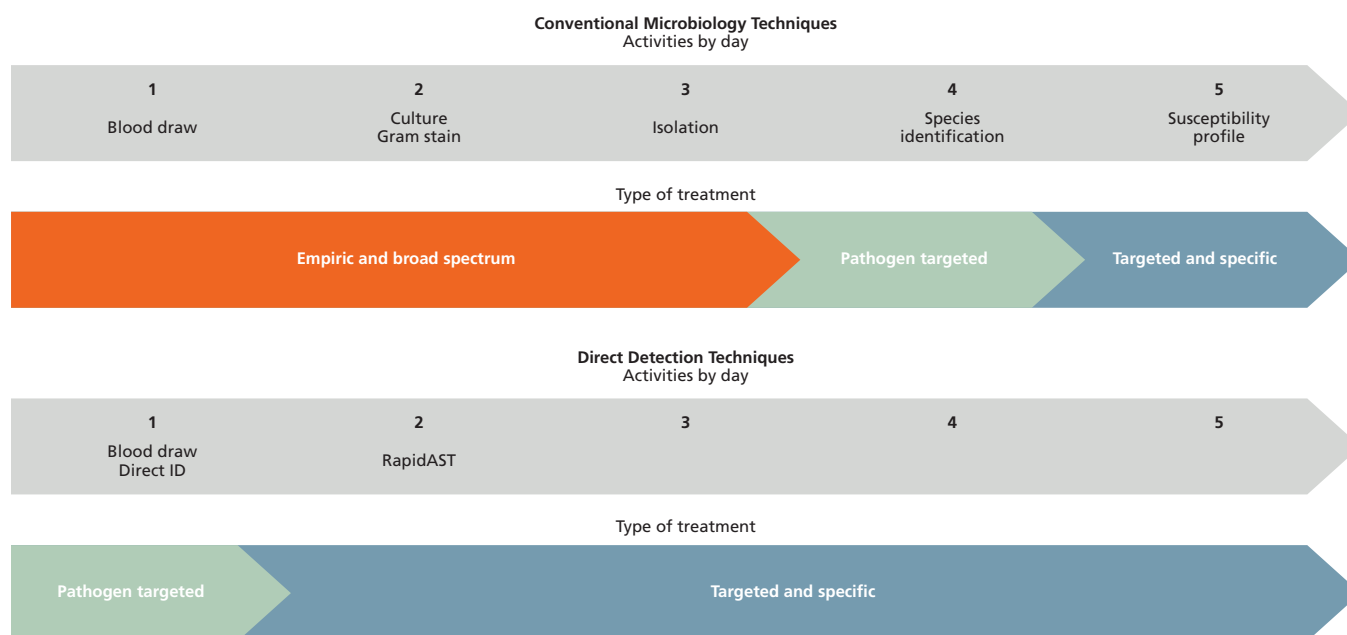 Conventional Microbiology Techniques
Activities by day
1 2 3 4 5
Blood draw Culture Isolation Species Susceptibility
Gram stain identification profile
Type of treatment
Empiric and broad spectrum Pathogen targeted Targeted and specific
Direct Detection Techniques
Activities by day
1 2 3 4 5
Blood draw RapidAST
Direct ID
Type of treatment
Pathogen targeted Targeted and specific